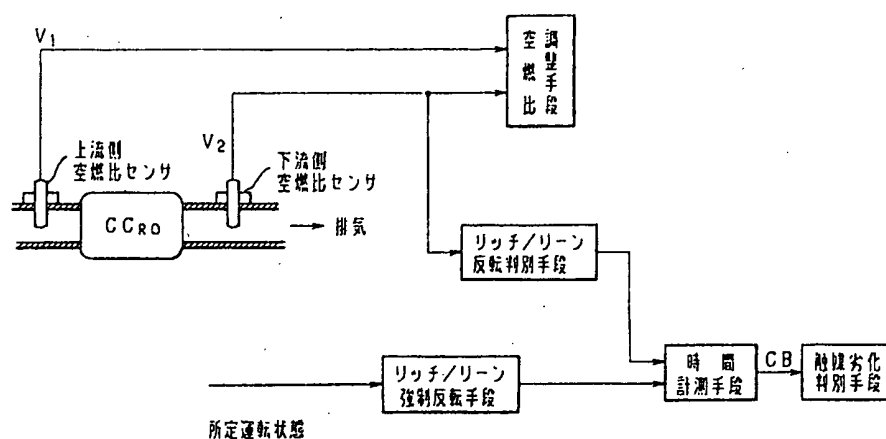 V1
空燃比
調整手段
V2
上流側
空燃比センサ
下流側
空燃比センサ
CCRO
排気
リッチ/リーン
反転判別手段
時間
計測手段
CB
触媒劣化
判別手段
リッチ/リーン
強制反転手段
所定運転状態